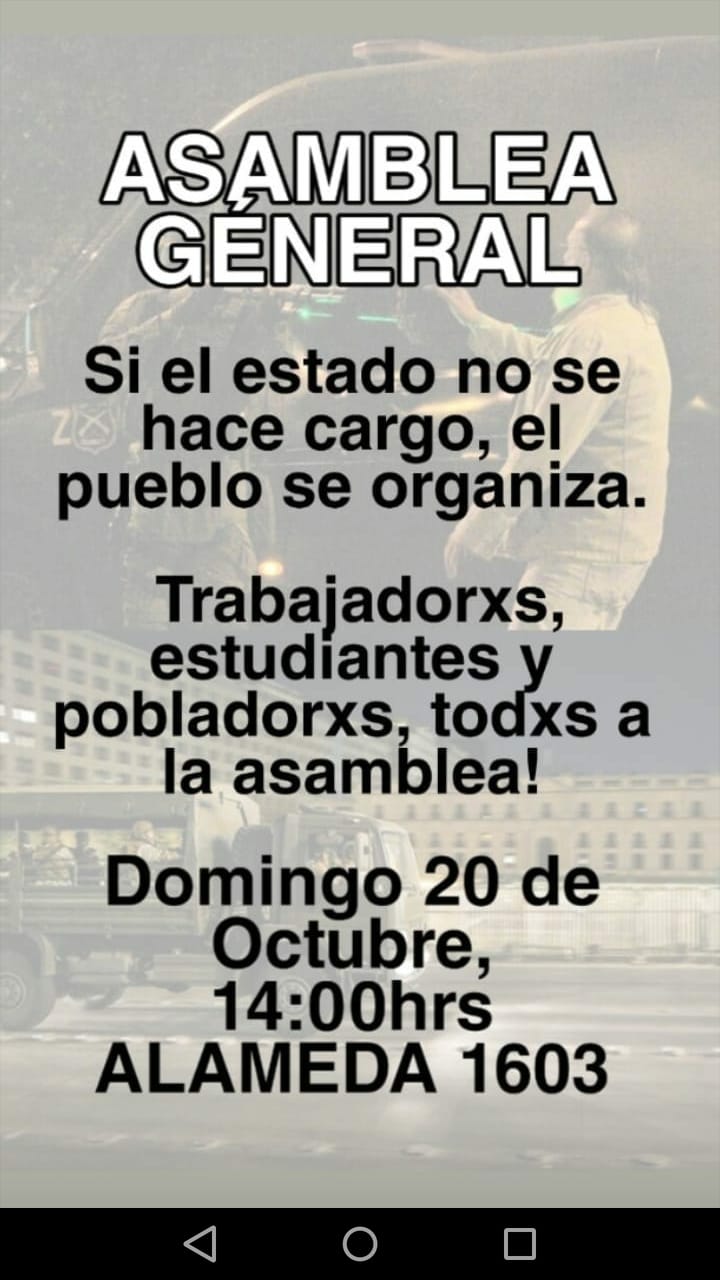 ASAMBLEA
GÉNERAL
Si el estado no se
hace cargo, el
pueblo se organiza.
Trabajadorxs,
estudiantes y
pobladorxs, todxs a
la asamblea!
Domingo 20 de
Octubre,
14:00hrs
ALAMEDA 1603
Z